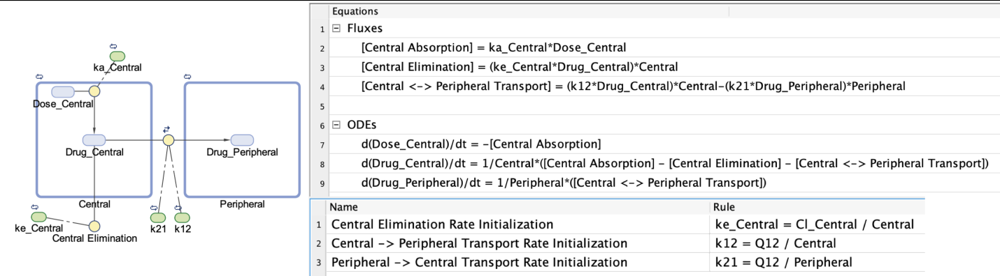 ka_Central
Dose_Central
Drug_Central
Drug_Peripheral
Central
Peripheral
ke_Central
Central Elimination
k21
k12
Equations
1 Fluxes
2 [Central Absorption] = ka_Central*Dose_Central
3 [Central Elimination] = (ke_Central*Drug_Central)*Central
4 [Central <-> Peripheral Transport] = (k12*Drug_Central)*Central-(k21*Drug_Peripheral)*Peripheral
5
6 ODEs
7 d(Dose_Central)/dt = -[Central Absorption]
8 d(Drug_Central)/dt = 1/Central*([Central Absorption] - [Central Elimination] - [Central <-> Peripheral Transport])
9 d(Drug_Peripheral)/dt = 1/Peripheral*([Central <-> Peripheral Transport])
Name Rule
1 Central Elimination Rate Initialization ke_Central = Cl_Central / Central
2 Central -> Peripheral Transport Rate Initialization k12 = Q12 / Central
3 Peripheral -> Central Transport Rate Initialization k21 = Q12 / Peripheral